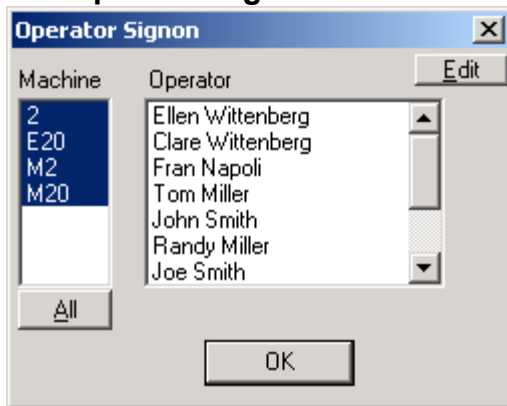 Operator Signon
Edit
Machine Operator
2
E20
M2
M20
Ellen Wittenberg
Clare Wittenberg
Fran Napoli
Tom Miller
John Smith
Randy Miller
Joe Smith
All
OK